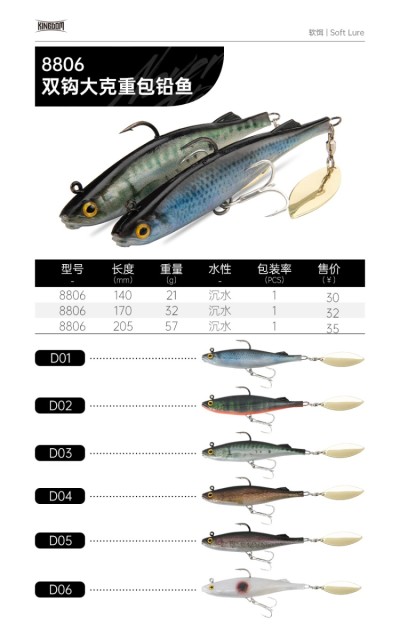 KINGDOM
软饵 | Soft Lure
8806
双钩大克重包铅鱼
型号 长度 重量 水性 包装率 售价
- (mm) (g) - (PCS) (¥)
8806 140 21 沉水 1 30
8806 170 32 沉水 1 32
8806 205 57 沉水 1 35
D01
D02
D03
D04
D05
D06